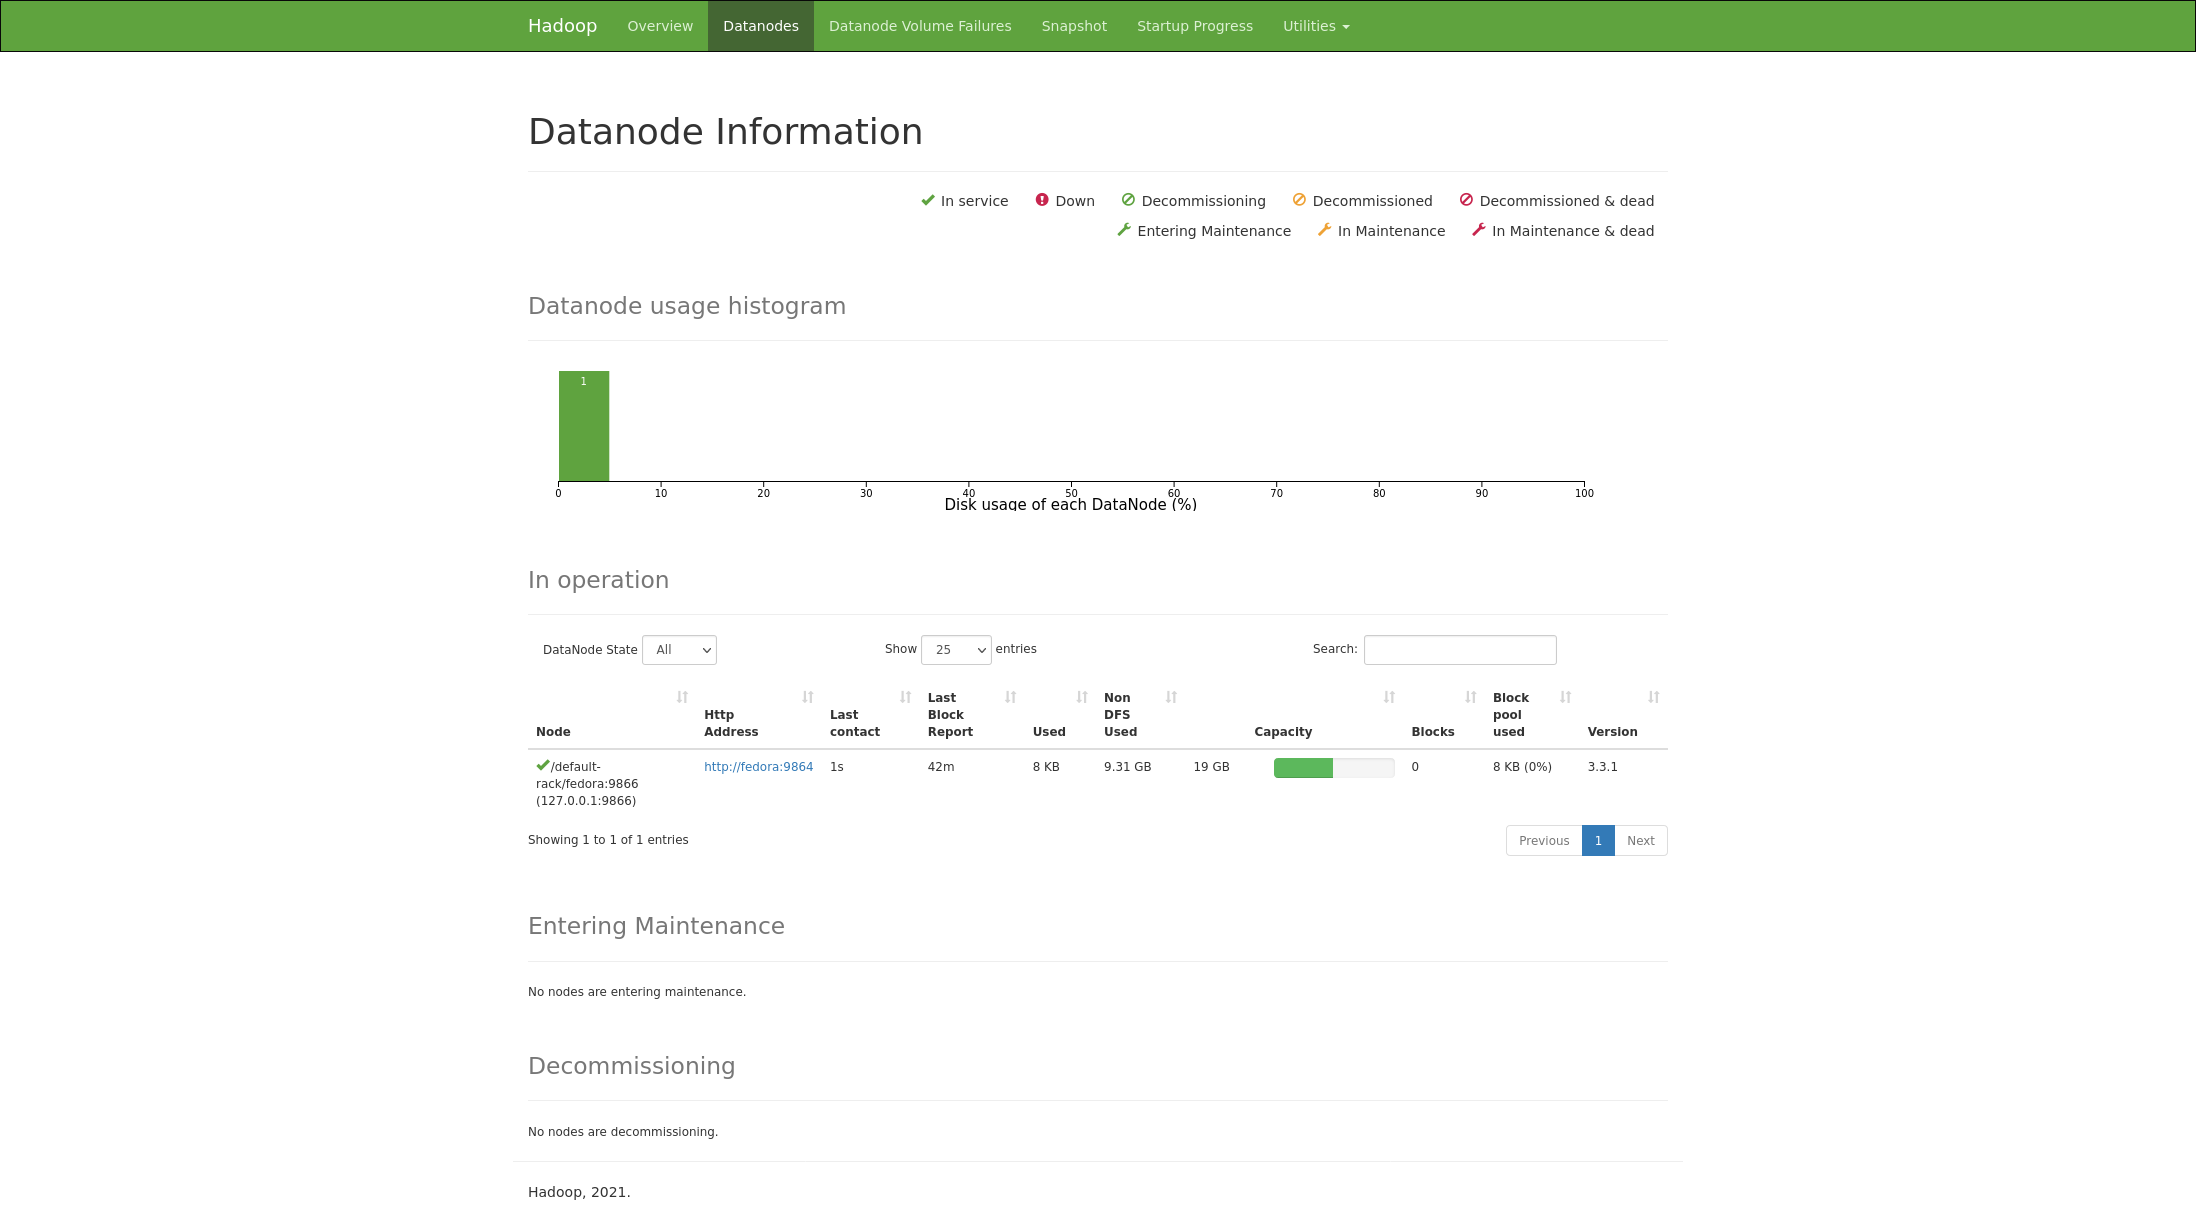 Hadoop Overview Datanodes Datanode Volume Failures Snapshot Startup Progress Utilities
Datanode Information
In service Down Decommissioning Decommissioned Decommissioned & dead
Entering Maintenance In Maintenance In Maintenance & dead
Datanode usage histogram
1
0 10 20 30 40 50 60 70 80 90 100
Disk usage of each DataNode (%)
In operation
DataNode State All Show 25 entries Search:
Node Http Address Last contact Last Block Report Used Non DFS Used Capacity Blocks Block pool used Version
/default- http://fedora:9864 1s 42m 8 KB 9.31 GB 19 GB 0 8 KB (0%) 3.3.1
rack/fedora:9866
(127.0.0.1:9866)
Showing 1 to 1 of 1 entries Previous 1 Next
Entering Maintenance
No nodes are entering maintenance.
Decommissioning
No nodes are decommissioning.
Hadoop, 2021.